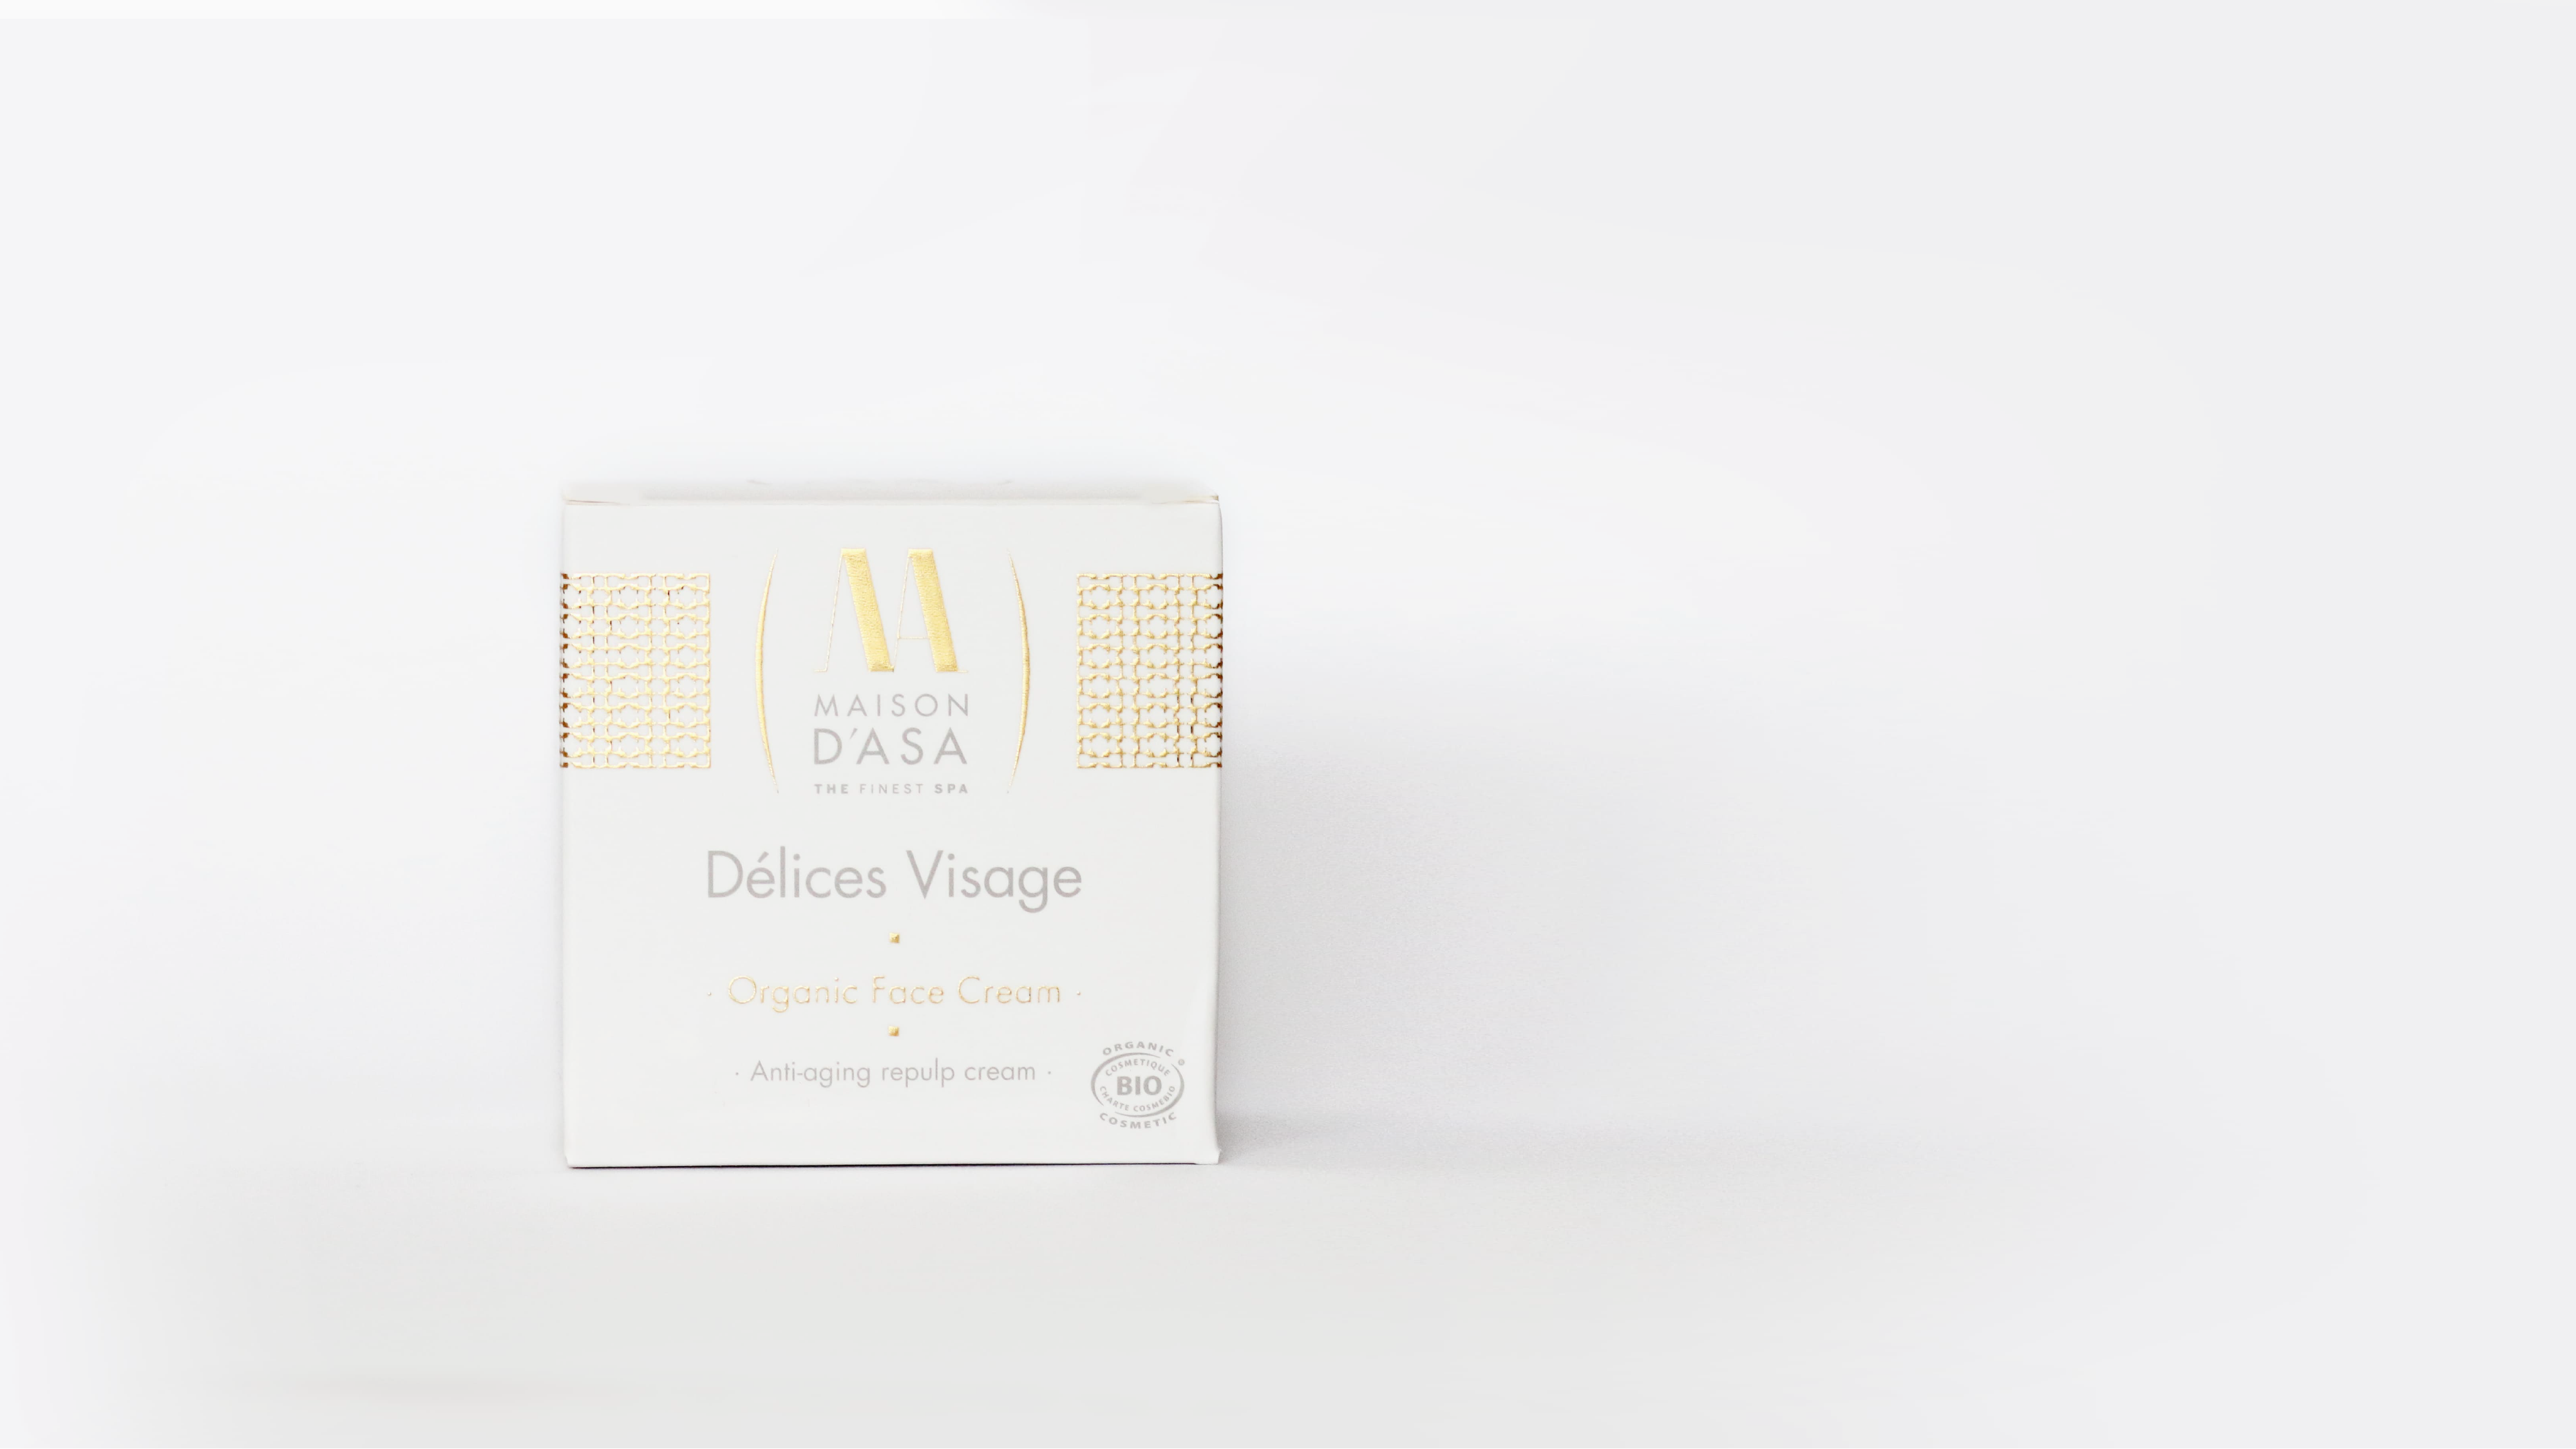 MA
MAISON
D'ASA
THE FINEST SPA
Délices Visage
· Organic Face Cream ·
· Anti-aging repulp cream ·
ORGANIC
COSMETIQUE
BIO
CHARTE COSMEBIO
COSMETIC